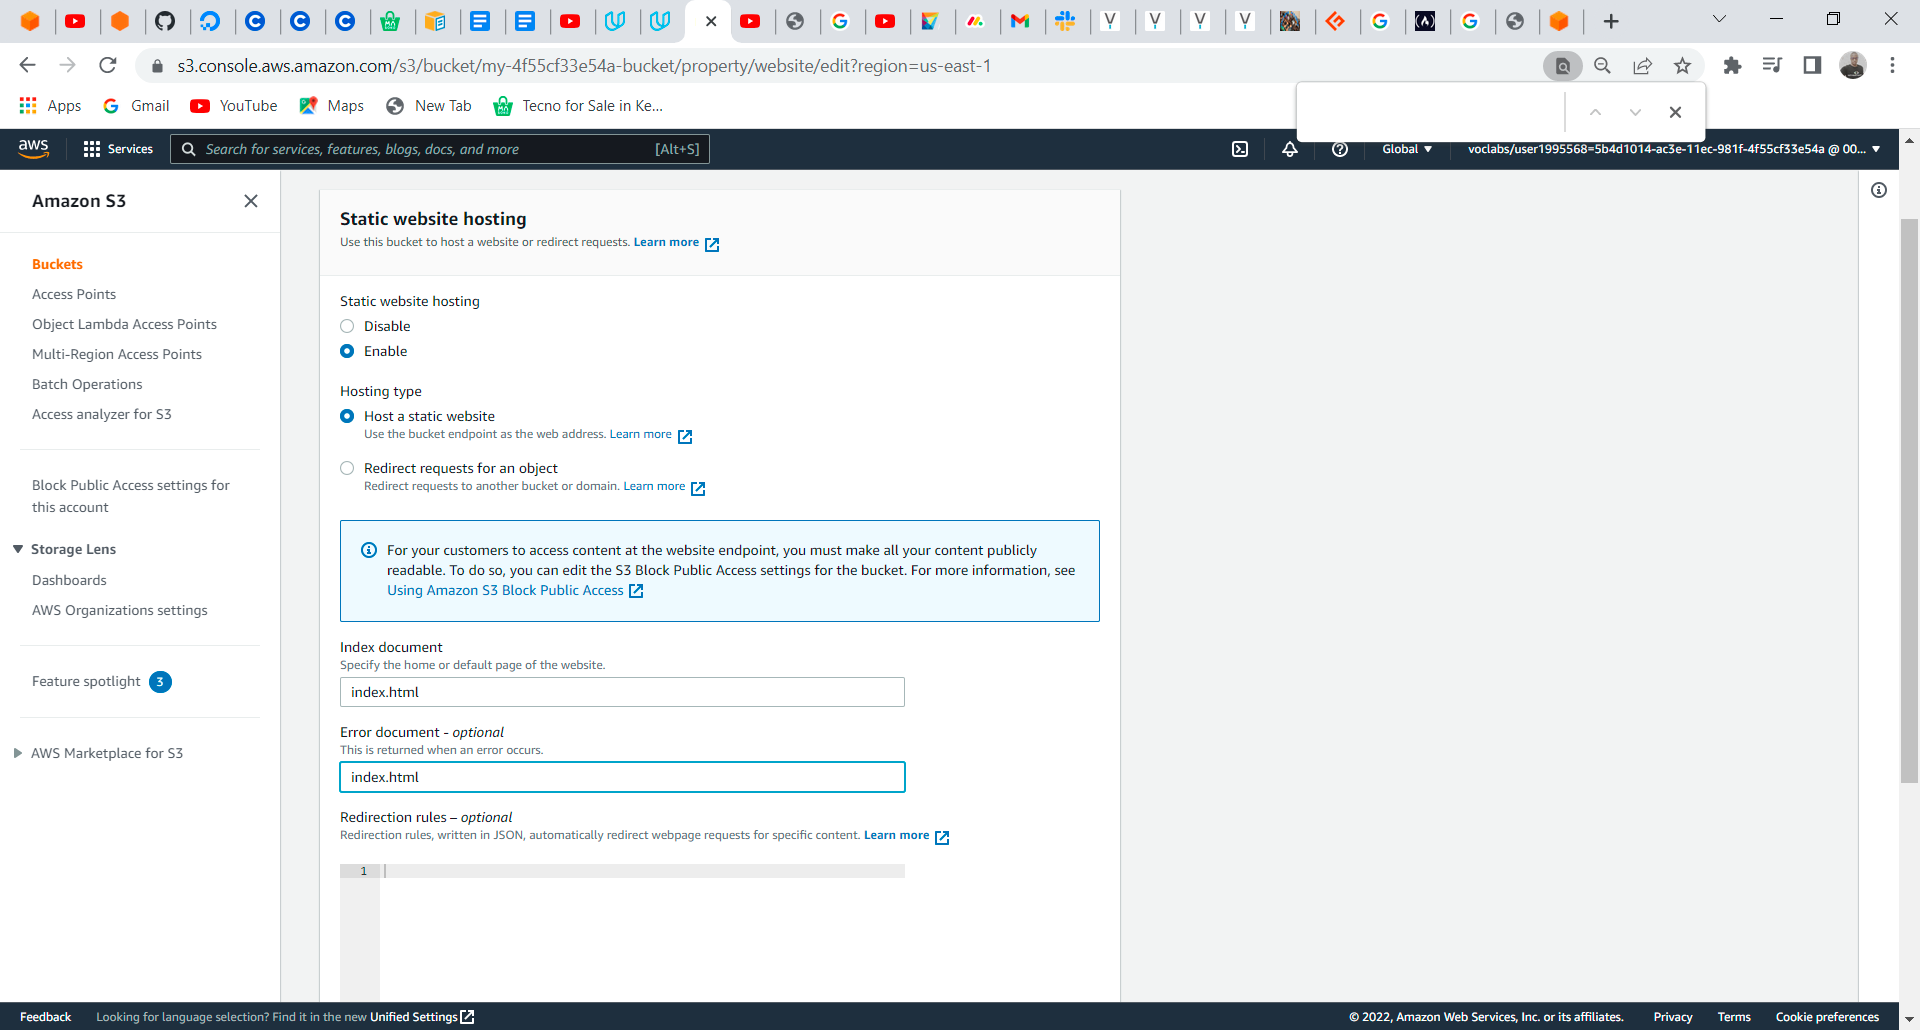 s3.console.aws.amazon.com/s3/bucket/my-4f55cf33e54a-bucket/property/website/edit?region=us-east-1
Apps Gmail YouTube Maps New Tab Tecno for Sale in Ke...
aws Services Search for services, features, blogs, docs, and more [Alt+S] Global voclabs/user1995568=5b4d1014-ac3e-11ec-981f-4f55cf33e54a @ 00...
Amazon S3
Buckets
Access Points
Object Lambda Access Points
Multi-Region Access Points
Batch Operations
Access analyzer for S3
Block Public Access settings for
this account
Storage Lens
Dashboards
AWS Organizations settings
Feature spotlight 3
AWS Marketplace for S3
Static website hosting
Use this bucket to host a website or redirect requests. Learn more
Static website hosting
Disable
Enable
Hosting type
Host a static website
Use the bucket endpoint as the web address. Learn more
Redirect requests for an object
Redirect requests to another bucket or domain. Learn more
For your customers to access content at the website endpoint, you must make all your content publicly
readable. To do so, you can edit the S3 Block Public Access settings for the bucket. For more information, see
Using Amazon S3 Block Public Access
Index document
Specify the home or default page of the website.
index.html
Error document - optional
This is returned when an error occurs.
index.html
Redirection rules – optional
Redirection rules, written in JSON, automatically redirect webpage requests for specific content. Learn more
1
Feedback Looking for language selection? Find it in the new Unified Settings © 2022, Amazon Web Services, Inc. or its affiliates. Privacy Terms Cookie preferences